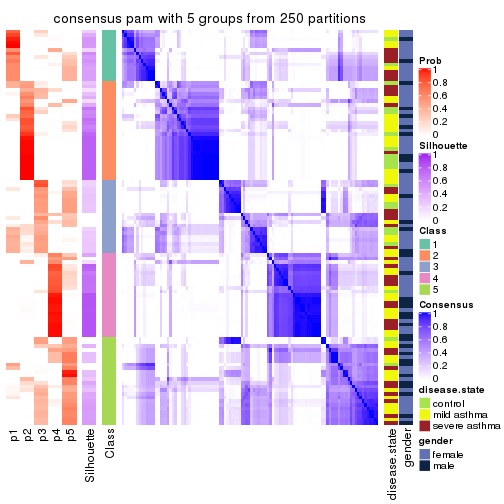 consensus pam with 5 groups from 250 partitions
Prob
1
0.8
0.6
0.4
0.2
0
Silhouette
1
0.8
0.6
0.4
0.2
0
Class
1
2
3
4
5
Consensus
1
0.8
0.6
0.4
0.2
0
disease.state
control
mild asthma
severe asthma
gender
female
male
p1
p2
p3
p4
p5
Silhouette
Class
disease.state
gender